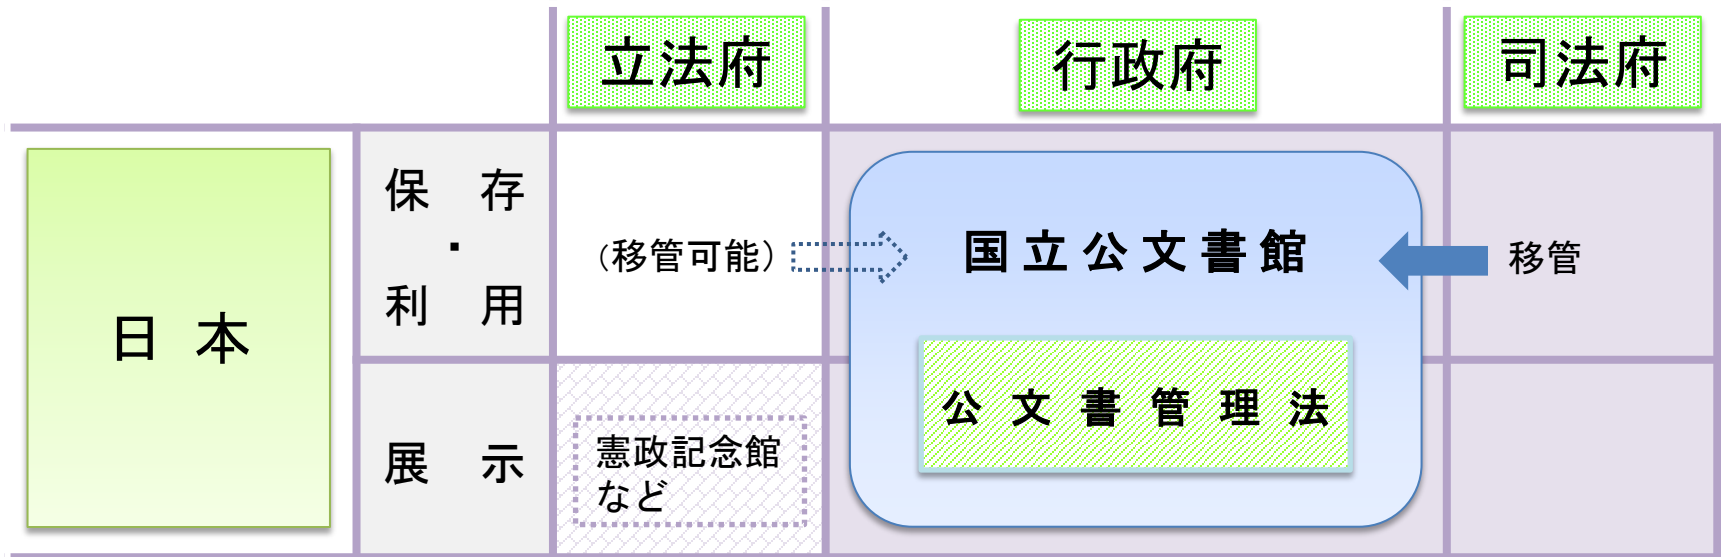 立法府
行政府
司法府
日本
保存
・
利用
（移管可能）
国立公文書館
移管
公文書管理法
展示
憲政記念館
など